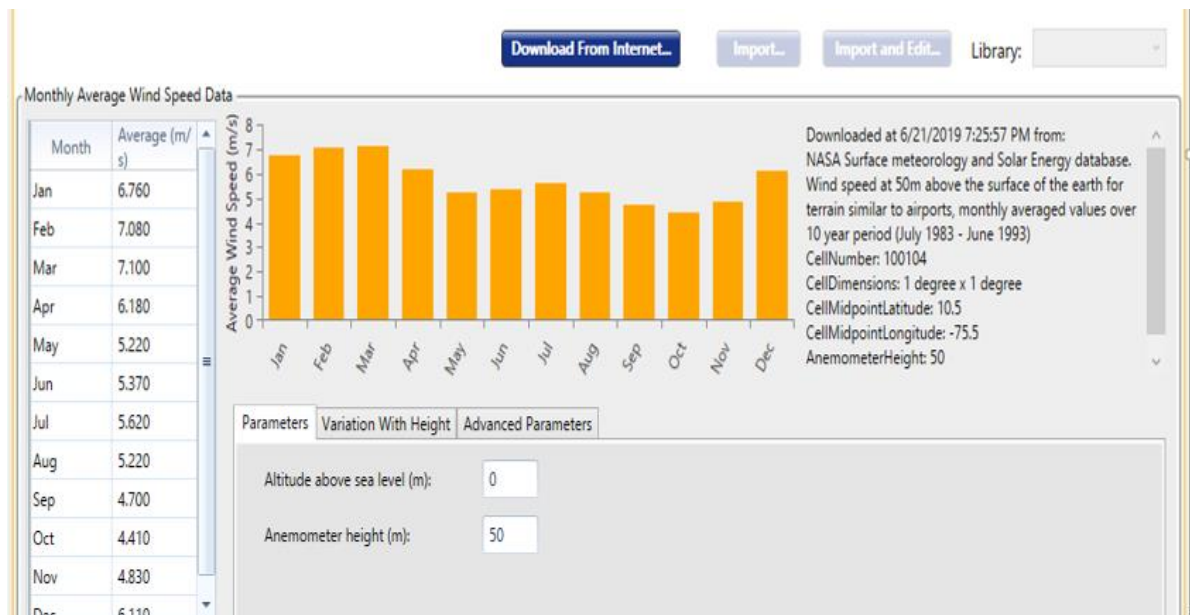 Download From Internet...
Import...
Import and Edit...
Library:
Monthly Average Wind Speed Data
Month Average (m/
s)
Jan 6.760
Feb 7.080
Mar 7.100
Apr 6.180
May 5.220
Jun 5.370
Jul 5.620
Aug 5.220
Sep 4.700
Oct 4.410
Nov 4.830
Dec 6.110
Average Wind Speed (m/s)
8
7
6
5
4
3
2
1
0
Jan Feb Mar Apr May Jun Jul Aug Sep Oct Nov Dec
Downloaded at 6/21/2019 7:25:57 PM from:
NASA Surface meteorology and Solar Energy database.
Wind speed at 50m above the surface of the earth for
terrain similar to airports, monthly averaged values over
10 year period (July 1983 - June 1993)
CellNumber: 100104
CellDimensions: 1 degree x 1 degree
CellMidpointLatitude: 10.5
CellMidpointLongitude: -75.5
AnemometerHeight: 50
Parameters Variation With Height Advanced Parameters
Altitude above sea level (m): 0
Anemometer height (m): 50